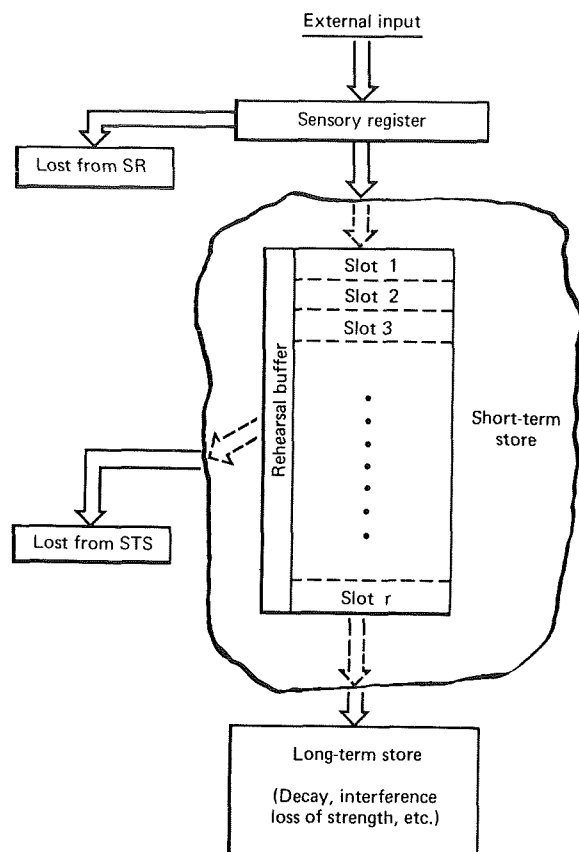 External input
Sensory register
Lost from SR
Slot 1
Slot 2
Slot 3
Rehearsal buffer
Short-term
store
Lost from STS
Slot r
Long-term store
(Decay, interference
loss of strength, etc.)